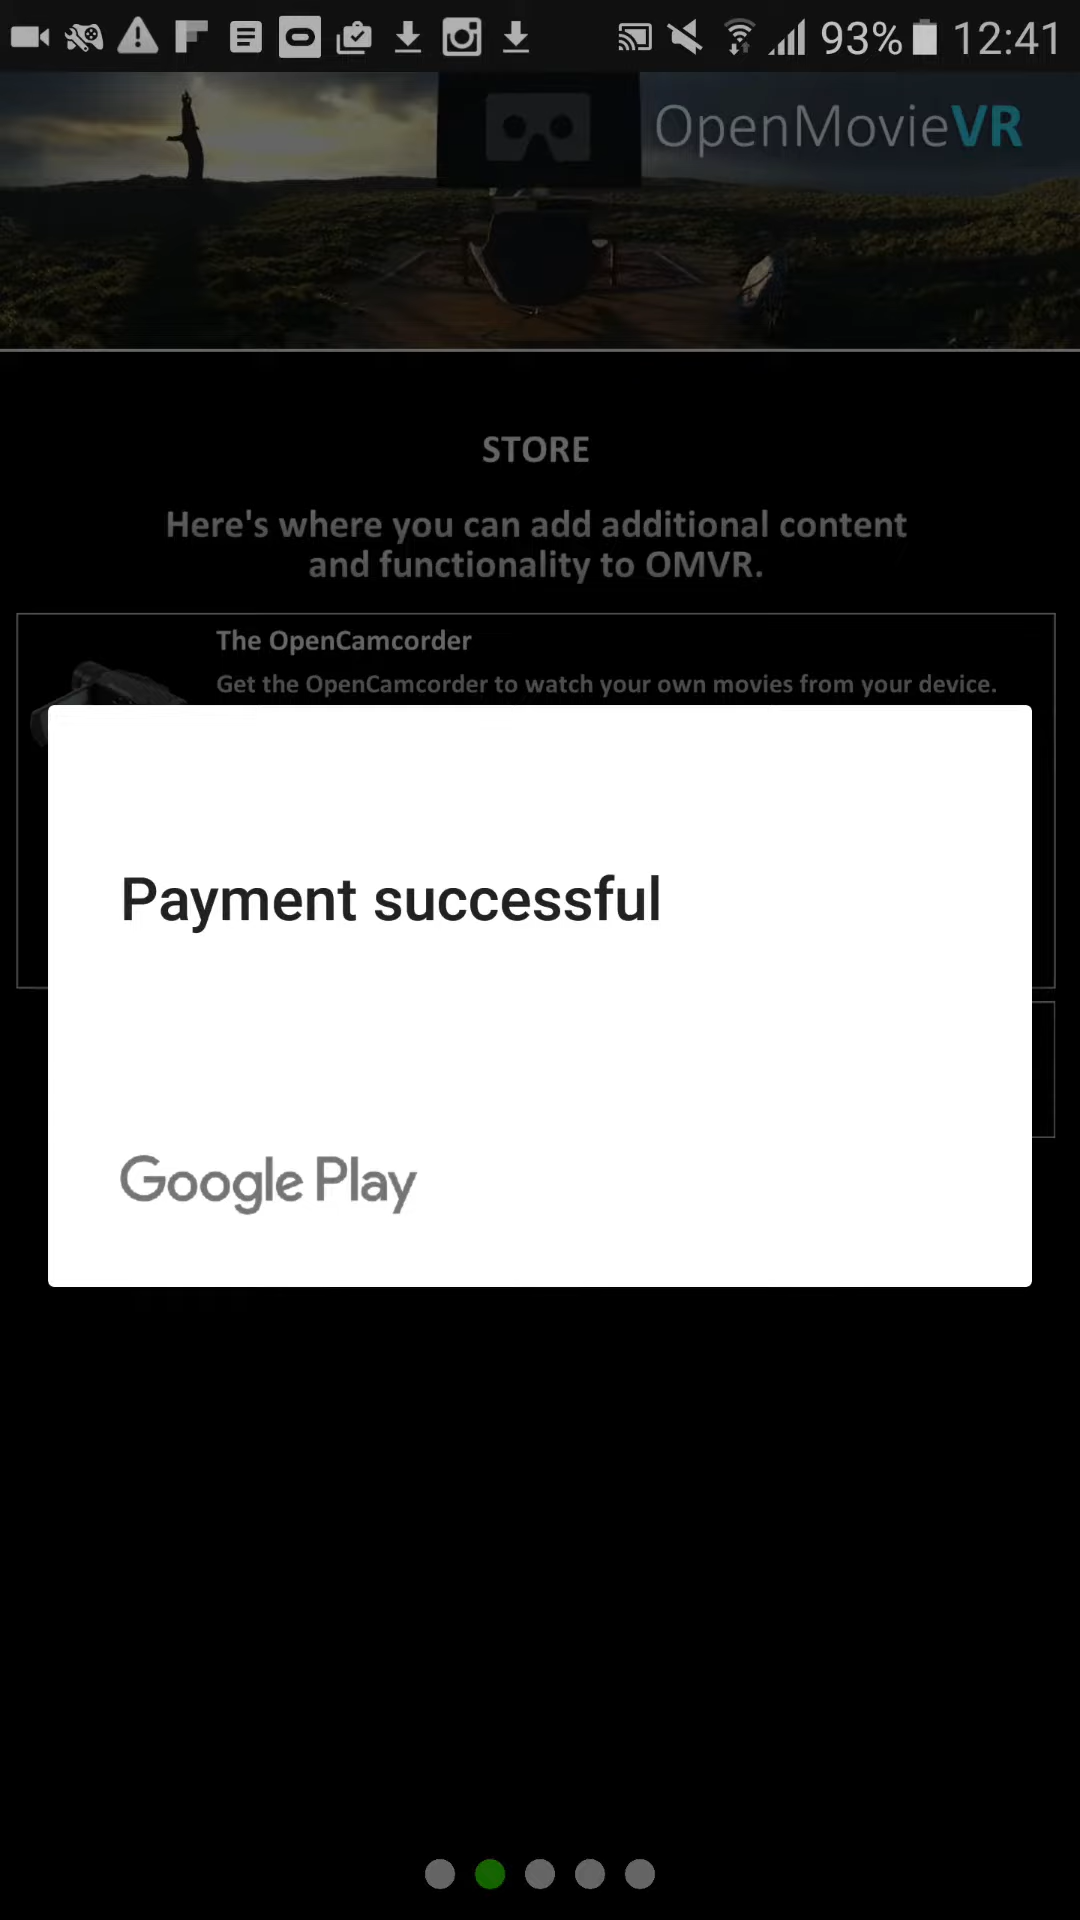 93% 12:41
OpenMovieVR
STORE
Here's where you can add additional content
and functionality to OMVR.
The OpenCamcorder
Get the OpenCamcorder to watch your own movies from your device.
Payment successful
Google Play